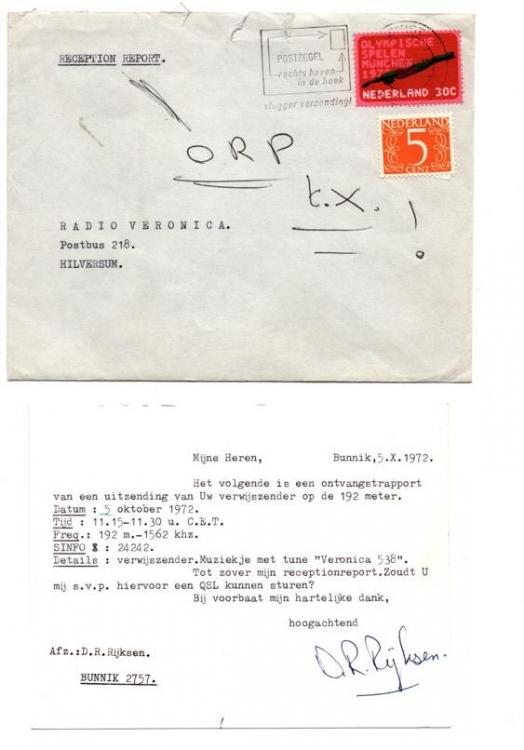 RECEPTION REPORT.
POSTZEGEL
rechts boven
in de hoek
vlugger verzending!
OLYMPISCHE
SPELEN
MÜNCHEN
NEDERLAND 30C
NEDERLAND
5
CENT
ORP
t.x.!
RADIO VERONICA.
Postbus 218.
HILVERSUM.
Mijne Heren, Bunnik,5.X.1972.
Het volgende is een ontvangstrapport
van een uitzending van Uw verwijszender op de 192 meter.
Datum : 5 oktober 1972.
Tijd : 11.15-11.30 u. C.E.T.
Freq.: 192 m.-1562 khz.
SINFO : 24242.
Details : verwijszender.Muziekje met tune "Veronica 538".
Tot zover mijn receptionreport.Zoudt U
mij s.v.p. hiervoor een QSL kunnen sturen?
Bij voorbaat mijn hartelijke dank,
hoogachtend
Afz.:D.R.Rijksen.
D.R.Rijksen.
BUNNIK 2757.